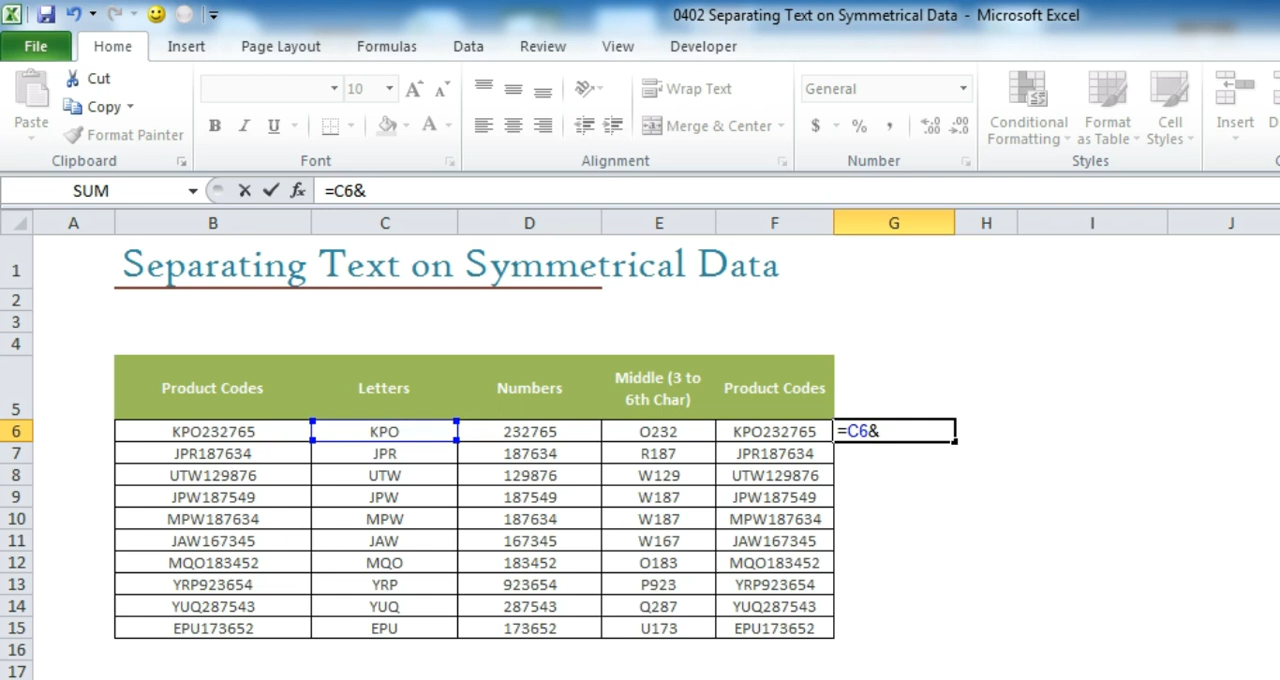 0402 Separating Text on Symmetrical Data - Microsoft Excel
File Home Insert Page Layout Formulas Data Review View Developer
Cut
Copy
Paste
Format Painter
10 A A
Wrap Text
General
B I U A
Merge & Center
$ % , .00 .00
Conditional Formatting
Format as Table
Cell Styles
Insert
Clipboard Font Alignment Number Styles
SUM fx =C6&
A B C D E F G H I J
1 Separating Text on Symmetrical Data
2
3
4
5 Product Codes Letters Numbers Middle (3 to 6th Char) Product Codes
6 KPO232765 KPO 232765 O232 KPO232765 =C6&
7 JPR187634 JPR 187634 R187 JPR187634
8 UTW129876 UTW 129876 W129 UTW129876
9 JPW187549 JPW 187549 W187 JPW187549
10 MPW187634 MPW 187634 W187 MPW187634
11 JAW167345 JAW 167345 W167 JAW167345
12 MQO183452 MQO 183452 O183 MQO183452
13 YRP923654 YRP 923654 P923 YRP923654
14 YUQ287543 YUQ 287543 Q287 YUQ287543
15 EPU173652 EPU 173652 U173 EPU173652
16
17